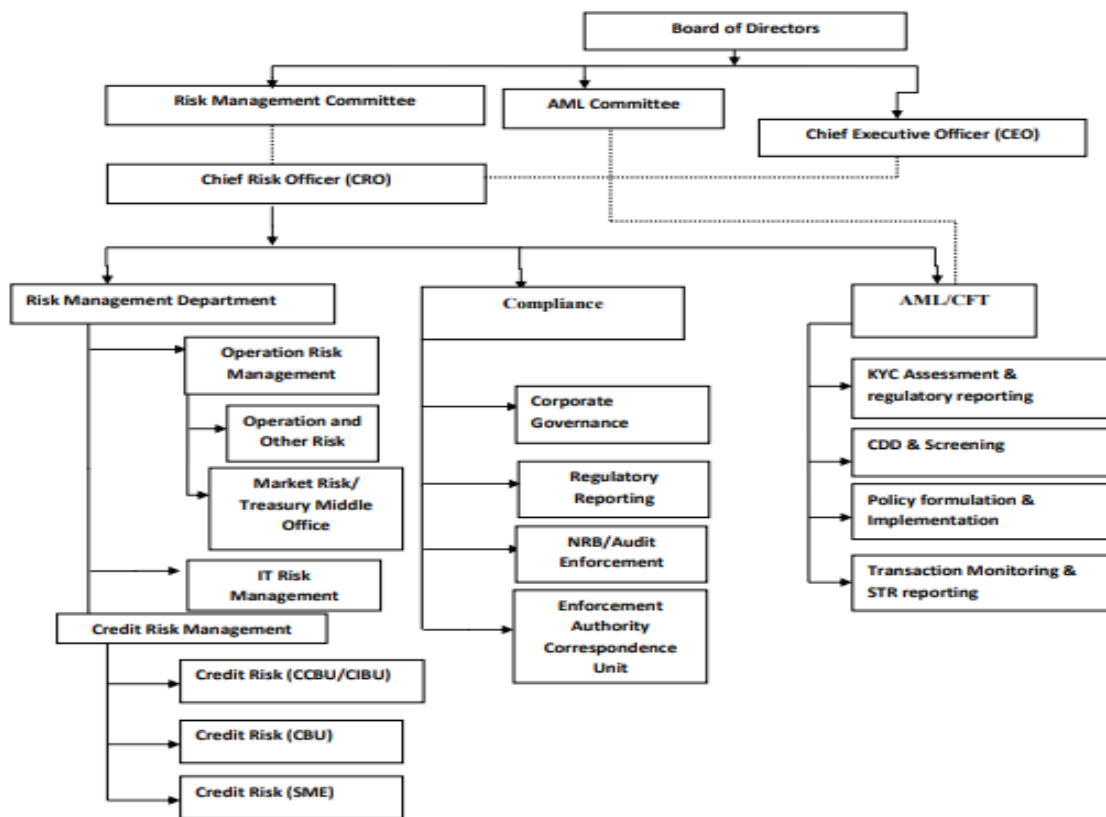 Board of Directors
Risk Management Committee
AML Committee
Chief Executive Officer (CEO)
Chief Risk Officer (CRO)
Risk Management Department
Compliance
AML/CFT
Operation Risk
Management
Operation and
Other Risk
Market Risk/
Treasury Middle
Office
IT Risk
Management
Credit Risk Management
Credit Risk (CCBU/CIBU)
Credit Risk (CBU)
Credit Risk (SME)
Corporate
Governance
Regulatory
Reporting
NRB/Audit
Enforcement
Enforcement
Authority
Correspondence
Unit
KYC Assessment &
regulatory reporting
CDD & Screening
Policy formulation &
Implementation
Transaction Monitoring &
STR reporting